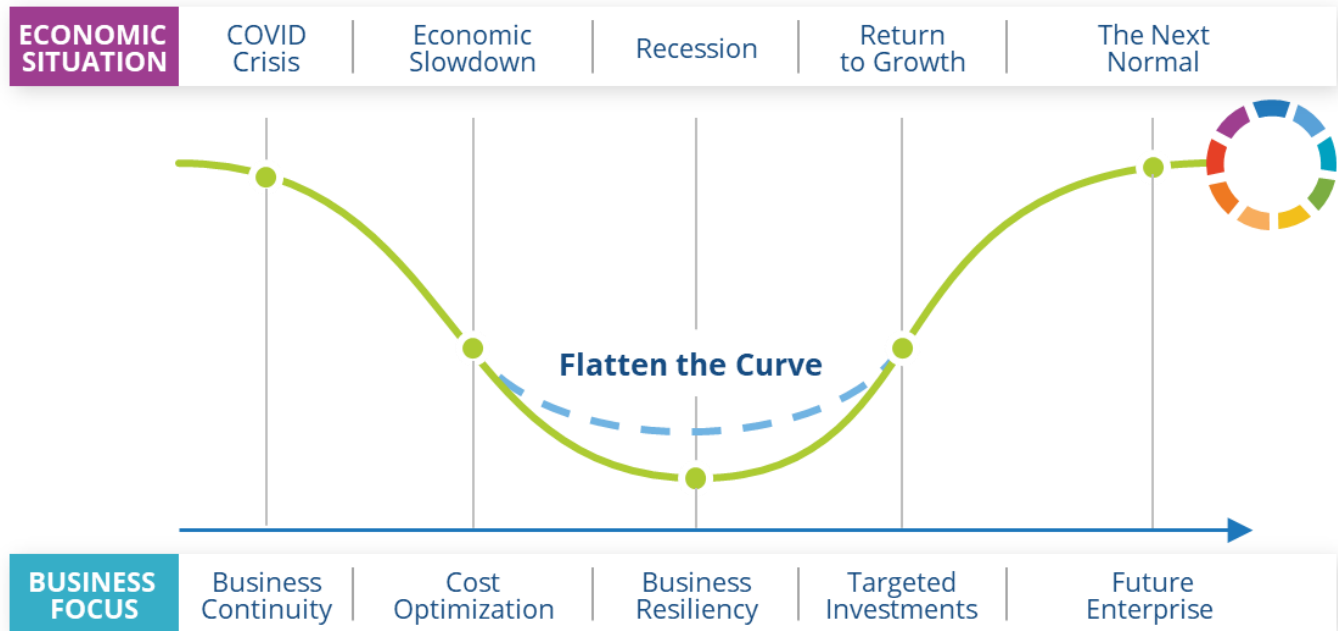 ECONOMIC
SITUATION
COVID
Crisis
Economic
Slowdown
Recession
Return
to Growth
The Next
Normal
Flatten the Curve
BUSINESS
FOCUS
Business
Continuity
Cost
Optimization
Business
Resiliency
Targeted
Investments
Future
Enterprise